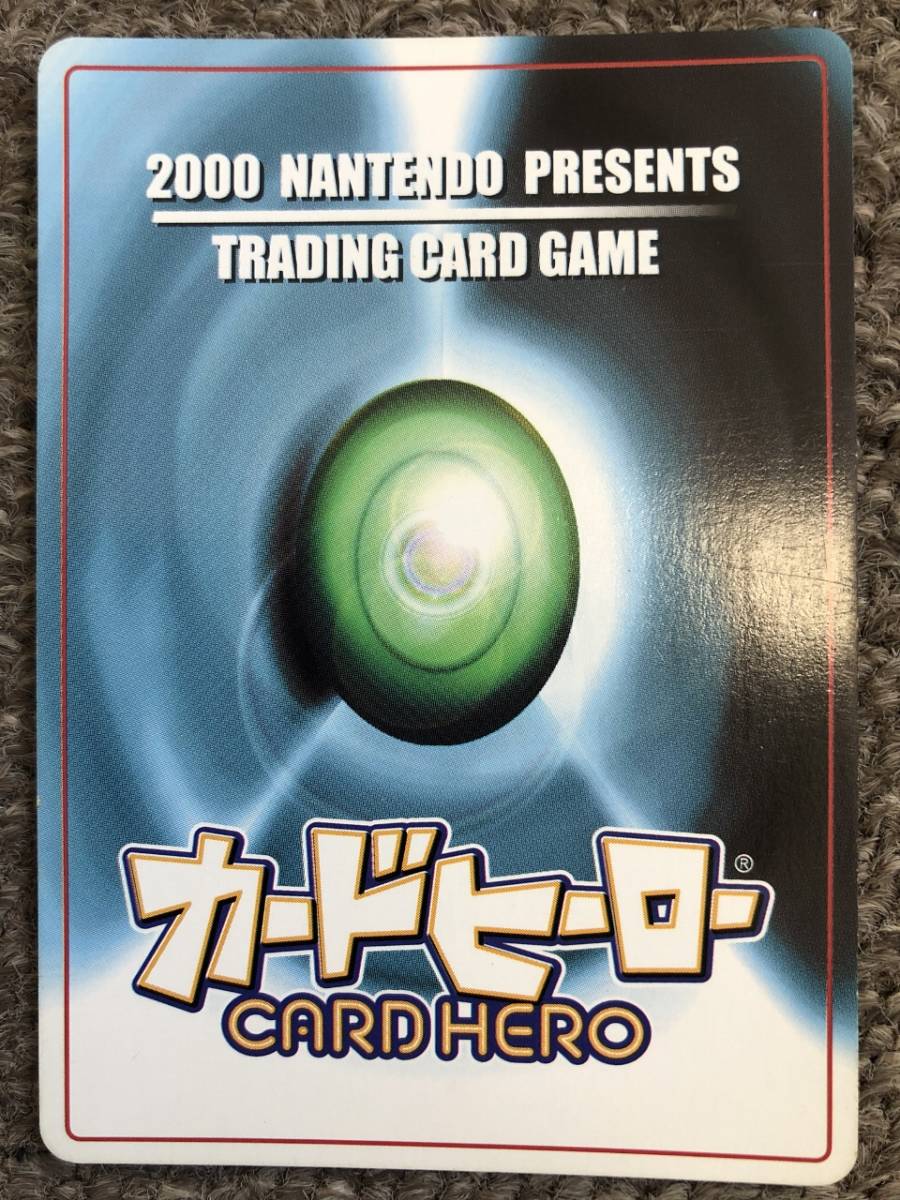 2000 NANTENDO PRESENTS
TRADING CARD GAME
カードヒーロー®
CARD HERO